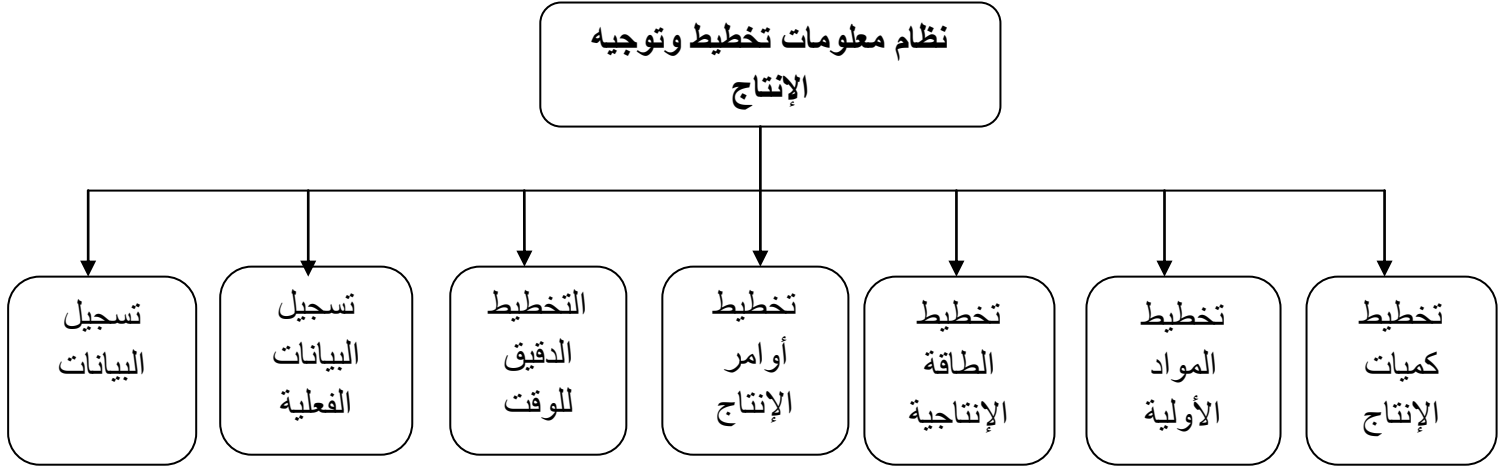 نظام معلومات تخطيط وتوجيه
الإنتاج
تخطيط
كميات
الإنتاج
تخطيط
المواد
الأولية
تخطيط
الطاقة
الإنتاجية
تخطيط
أوامر
الإنتاج
التخطيط
الدقيق
للوقت
تسجيل
البيانات
الفعلية
تسجيل
البيانات